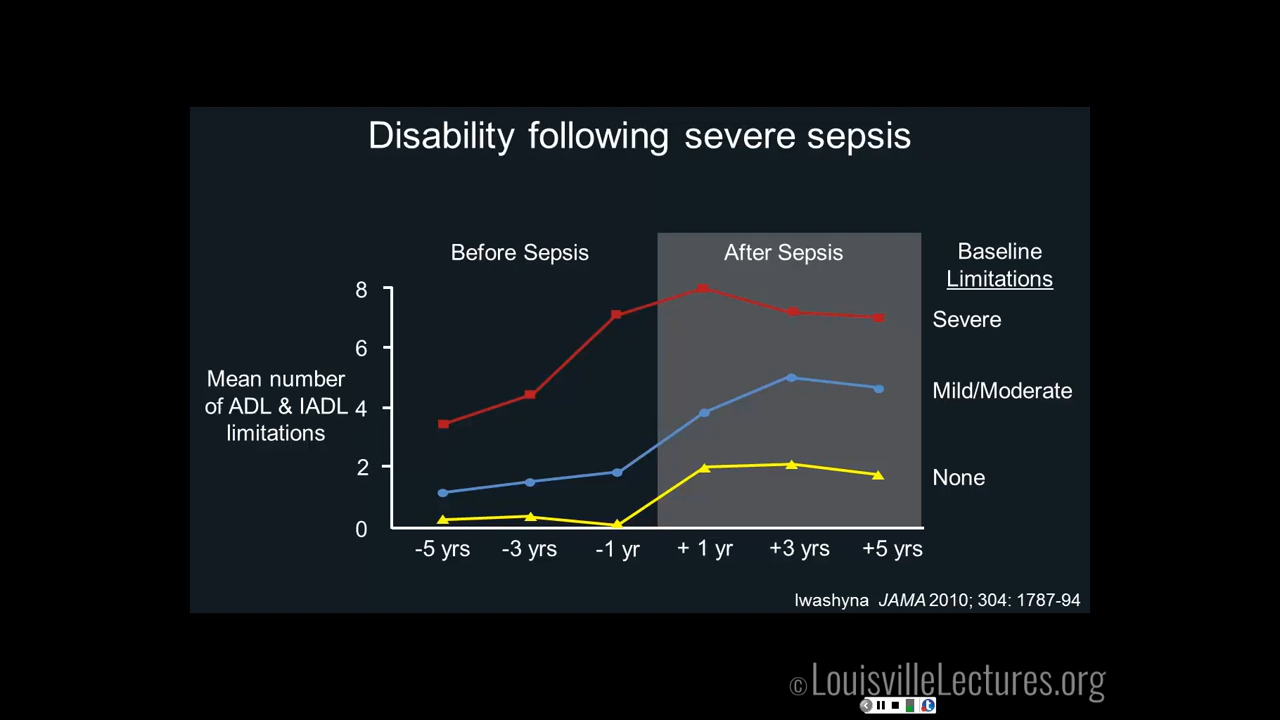 Disability following severe sepsis
Before Sepsis
After Sepsis
Baseline
Limitations
8
6
4
2
0
Mean number
of ADL & IADL
limitations
Severe
Mild/Moderate
None
-5 yrs
-3 yrs
-1 yr
+ 1 yr
+3 yrs
+5 yrs
Iwashyna JAMA 2010; 304: 1787-94
© LouisvilleLectures.org